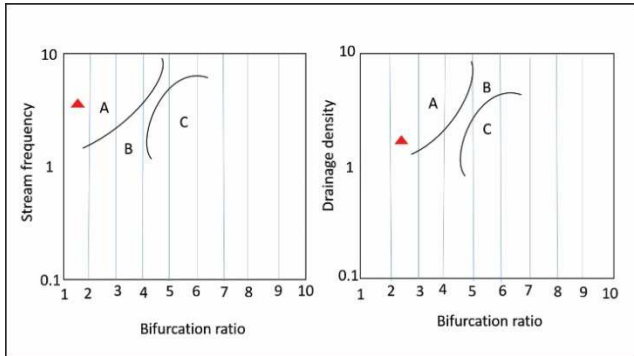 10
A
B
C
1
0.1
1 2 3 4 5 6 7 8 9 10
Stream frequency
Bifurcation ratio
10
A
B
C
1
0.1
1 2 3 4 5 6 7 8 9 10
Drainage density
Bifurcation ratio